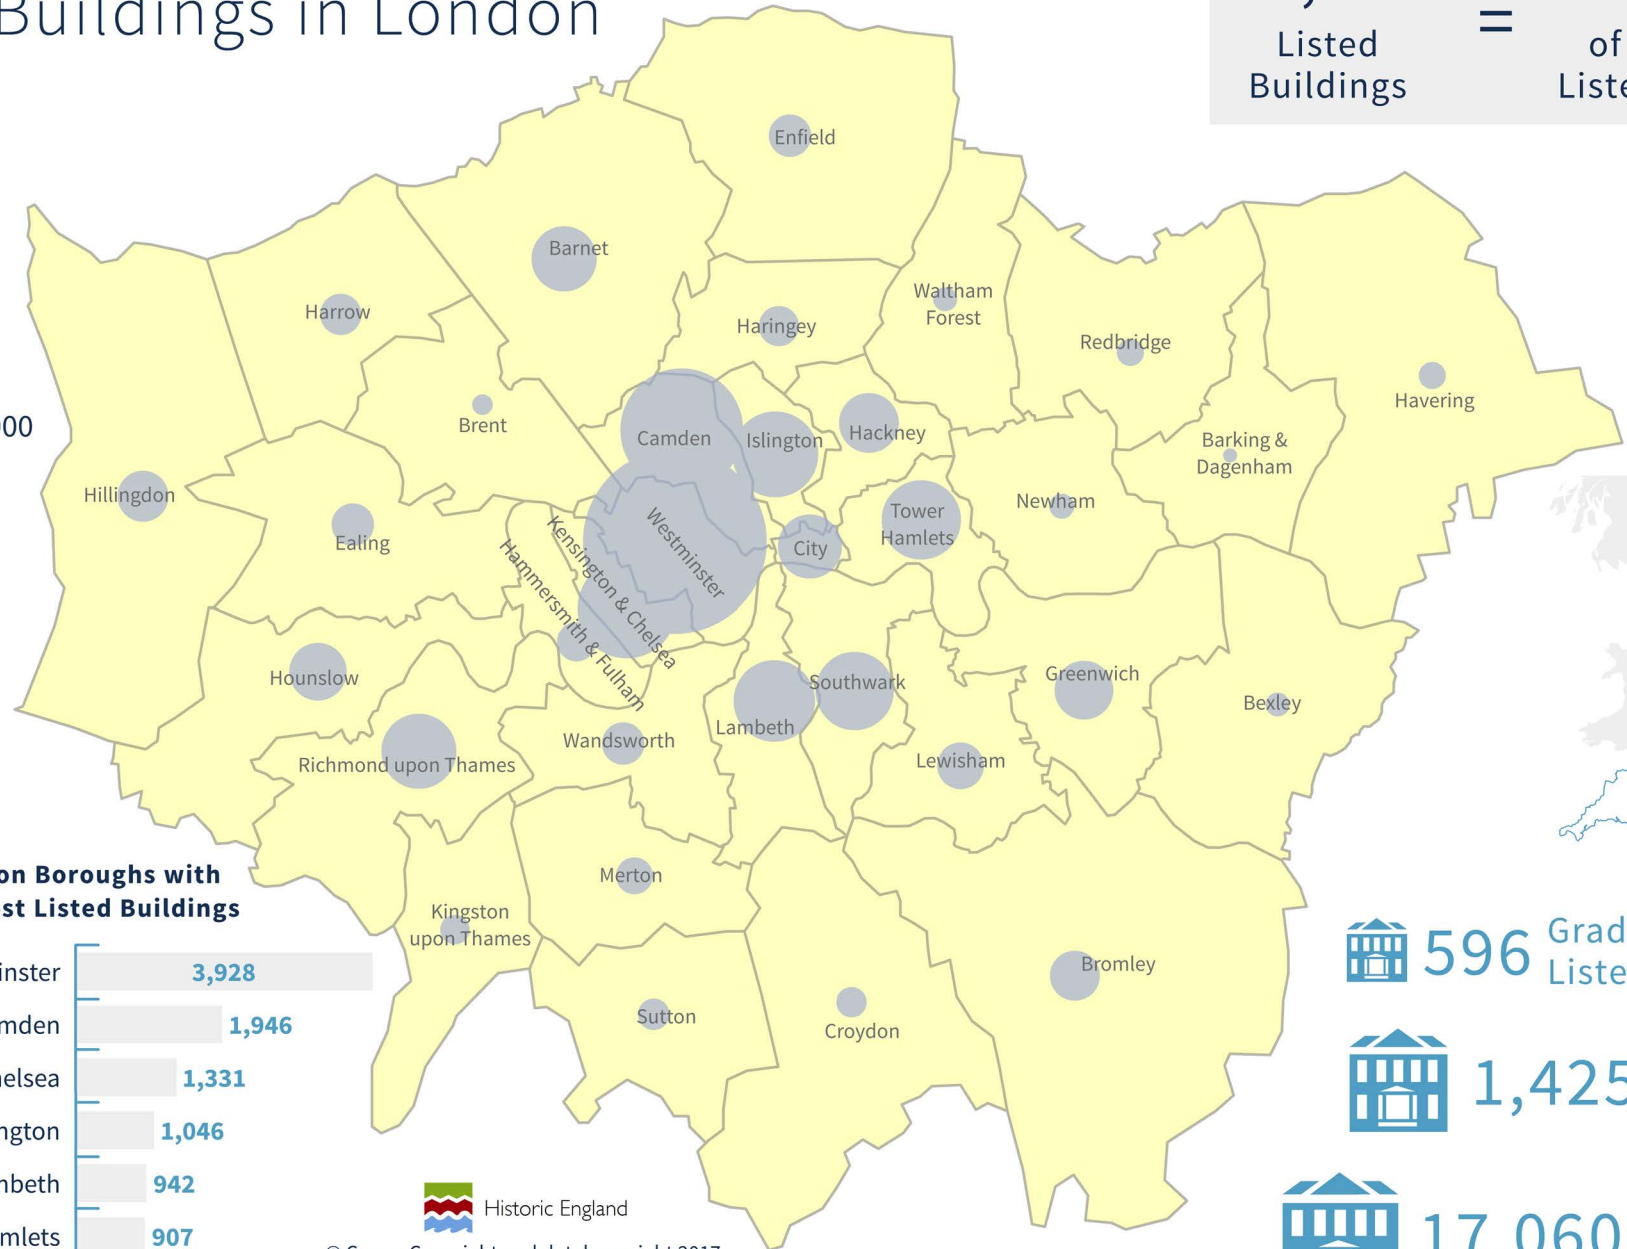 Buildings in London
Listed
Buildings
=
of
Enfield
Barnet
Harrow
Haringey
Waltham
Forest
Redbridge
Havering
Brent
Camden
Islington
Hackney
Barking &
Dagenham
000
Hillingdon
Ealing
Newham
Tower
Hamlets
City
Westminster
Kensington & Chelsea
Hammersmith & Fulham
Hounslow
Richmond upon Thames
Wandsworth
Lambeth
Southwark
Lewisham
Greenwich
Bexley
Merton
Kingston
upon Thames
Sutton
Croydon
Bromley
on Boroughs with
st Listed Buildings
inster 3,928
mden 1,946
elsea 1,331
ngton 1,046
mbeth 942
mlets 907
596 Grad
Liste
1,425
17,060
Historic England